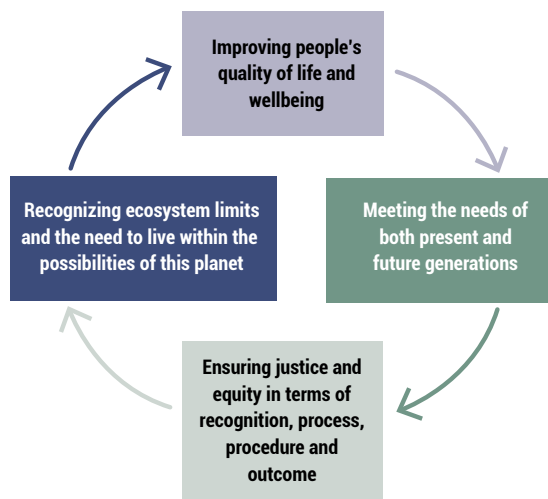 Improving people's
quality of life and
wellbeing
Meeting the needs of
both present and
future generations
Ensuring justice and
equity in terms of
recognition, process,
procedure and
outcome
Recognizing ecosystem limits
and the need to live within the
possibilities of this planet